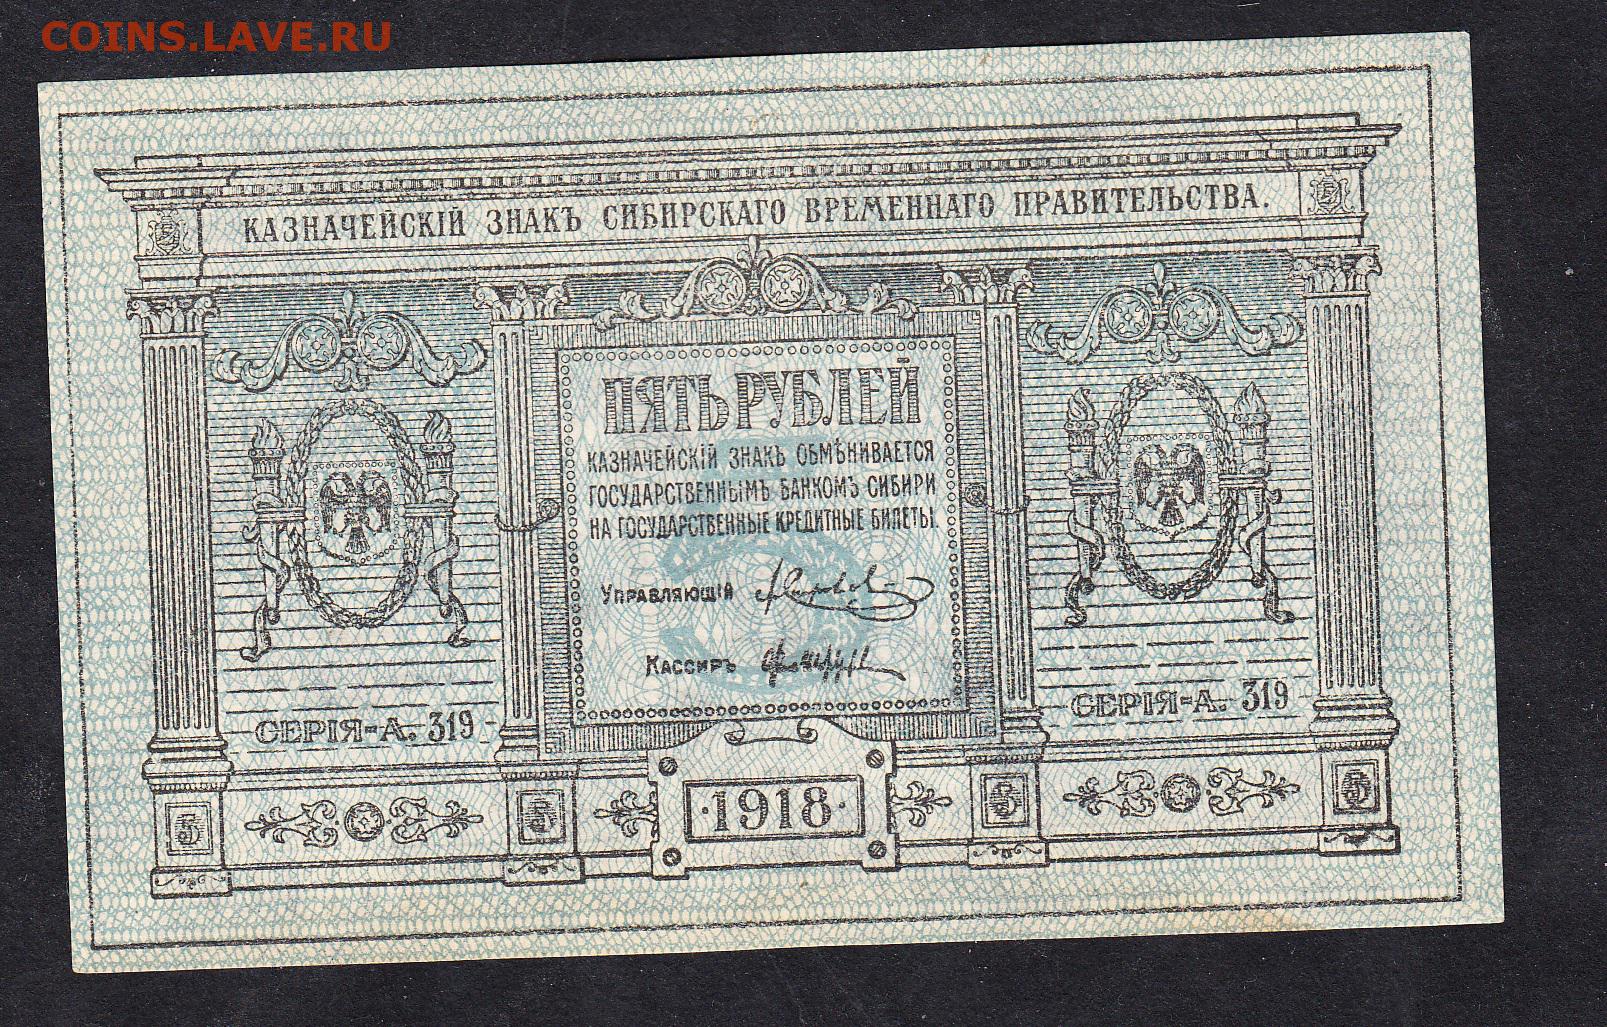 COINS.LAVE.RU
КАЗНАЧЕЙСКІЙ ЗНАКЪ СИБИРСКАГО ВРЕМЕННАГО ПРАВИТЕЛЬСТВА.
ПЯТЬ РУБЛЕЙ
КАЗНАЧЕЙСКІЙ ЗНАКЪ ОБМѢНИВАЕТСЯ
ГОСУДАРСТВЕННЫМЪ БАНКОМЪ СИБИРИ
НА ГОСУДАРСТВЕННЫЕ КРЕДИТНЫЕ БИЛЕТЫ.
5
УПРАВЛЯЮЩІЙ
КАССИРЪ
СЕРІЯ-А. 319
СЕРІЯ-А. 319
·1918·
5
5
5
5